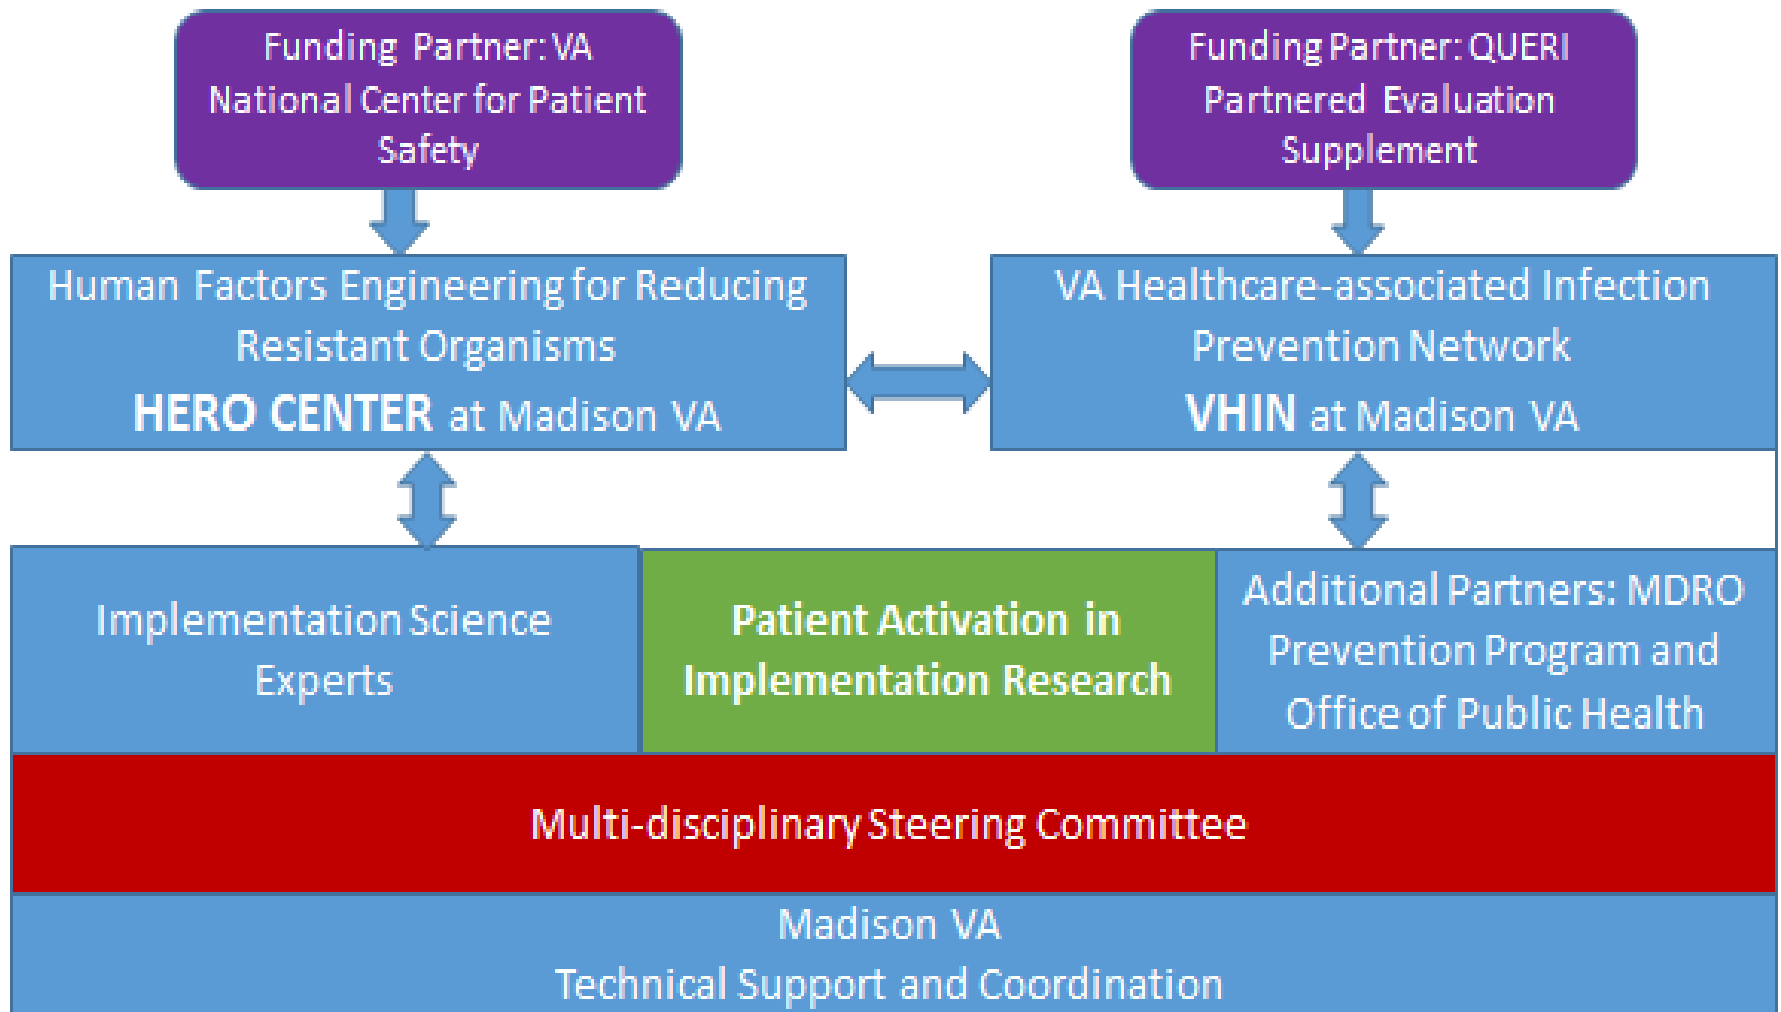 Funding Partner: VA
National Center for Patient
Safety
Funding Partner: QUERI
Partnered Evaluation
Supplement
Human Factors Engineering for Reducing
Resistant Organisms
HERO CENTER at Madison VA
VA Healthcare-associated Infection
Prevention Network
VHIN at Madison VA
Implementation Science
Experts
Patient Activation in
Implementation Research
Additional Partners: MDRO
Prevention Program and
Office of Public Health
Multi-disciplinary Steering Committee
Madison VA
Technical Support and Coordination